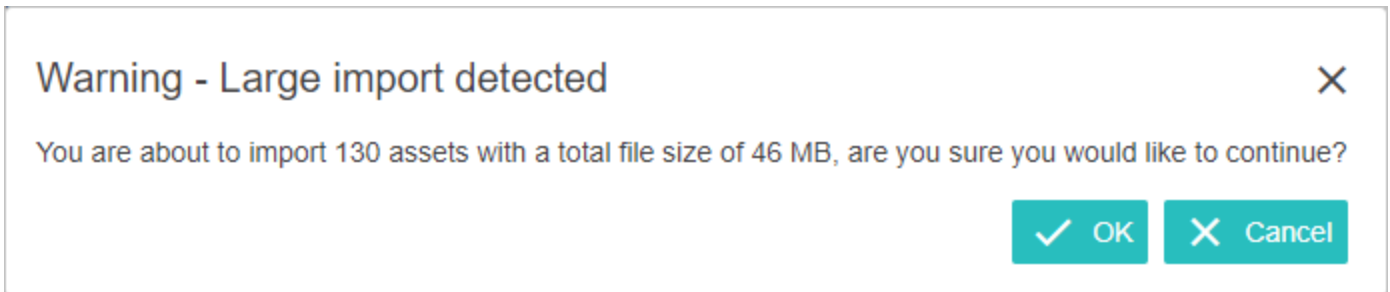 Warning - Large import detected
You are about to import 130 assets with a total file size of 46 MB, are you sure you would like to continue?
OK
Cancel